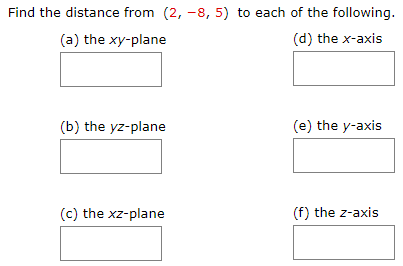 Find the distance from (2, −8, 5) to each of the following.
(a) the xy-plane
(d) the x-axis
(b) the yz-plane
(e) the y-axis
(c) the xz-plane
(f) the z-axis